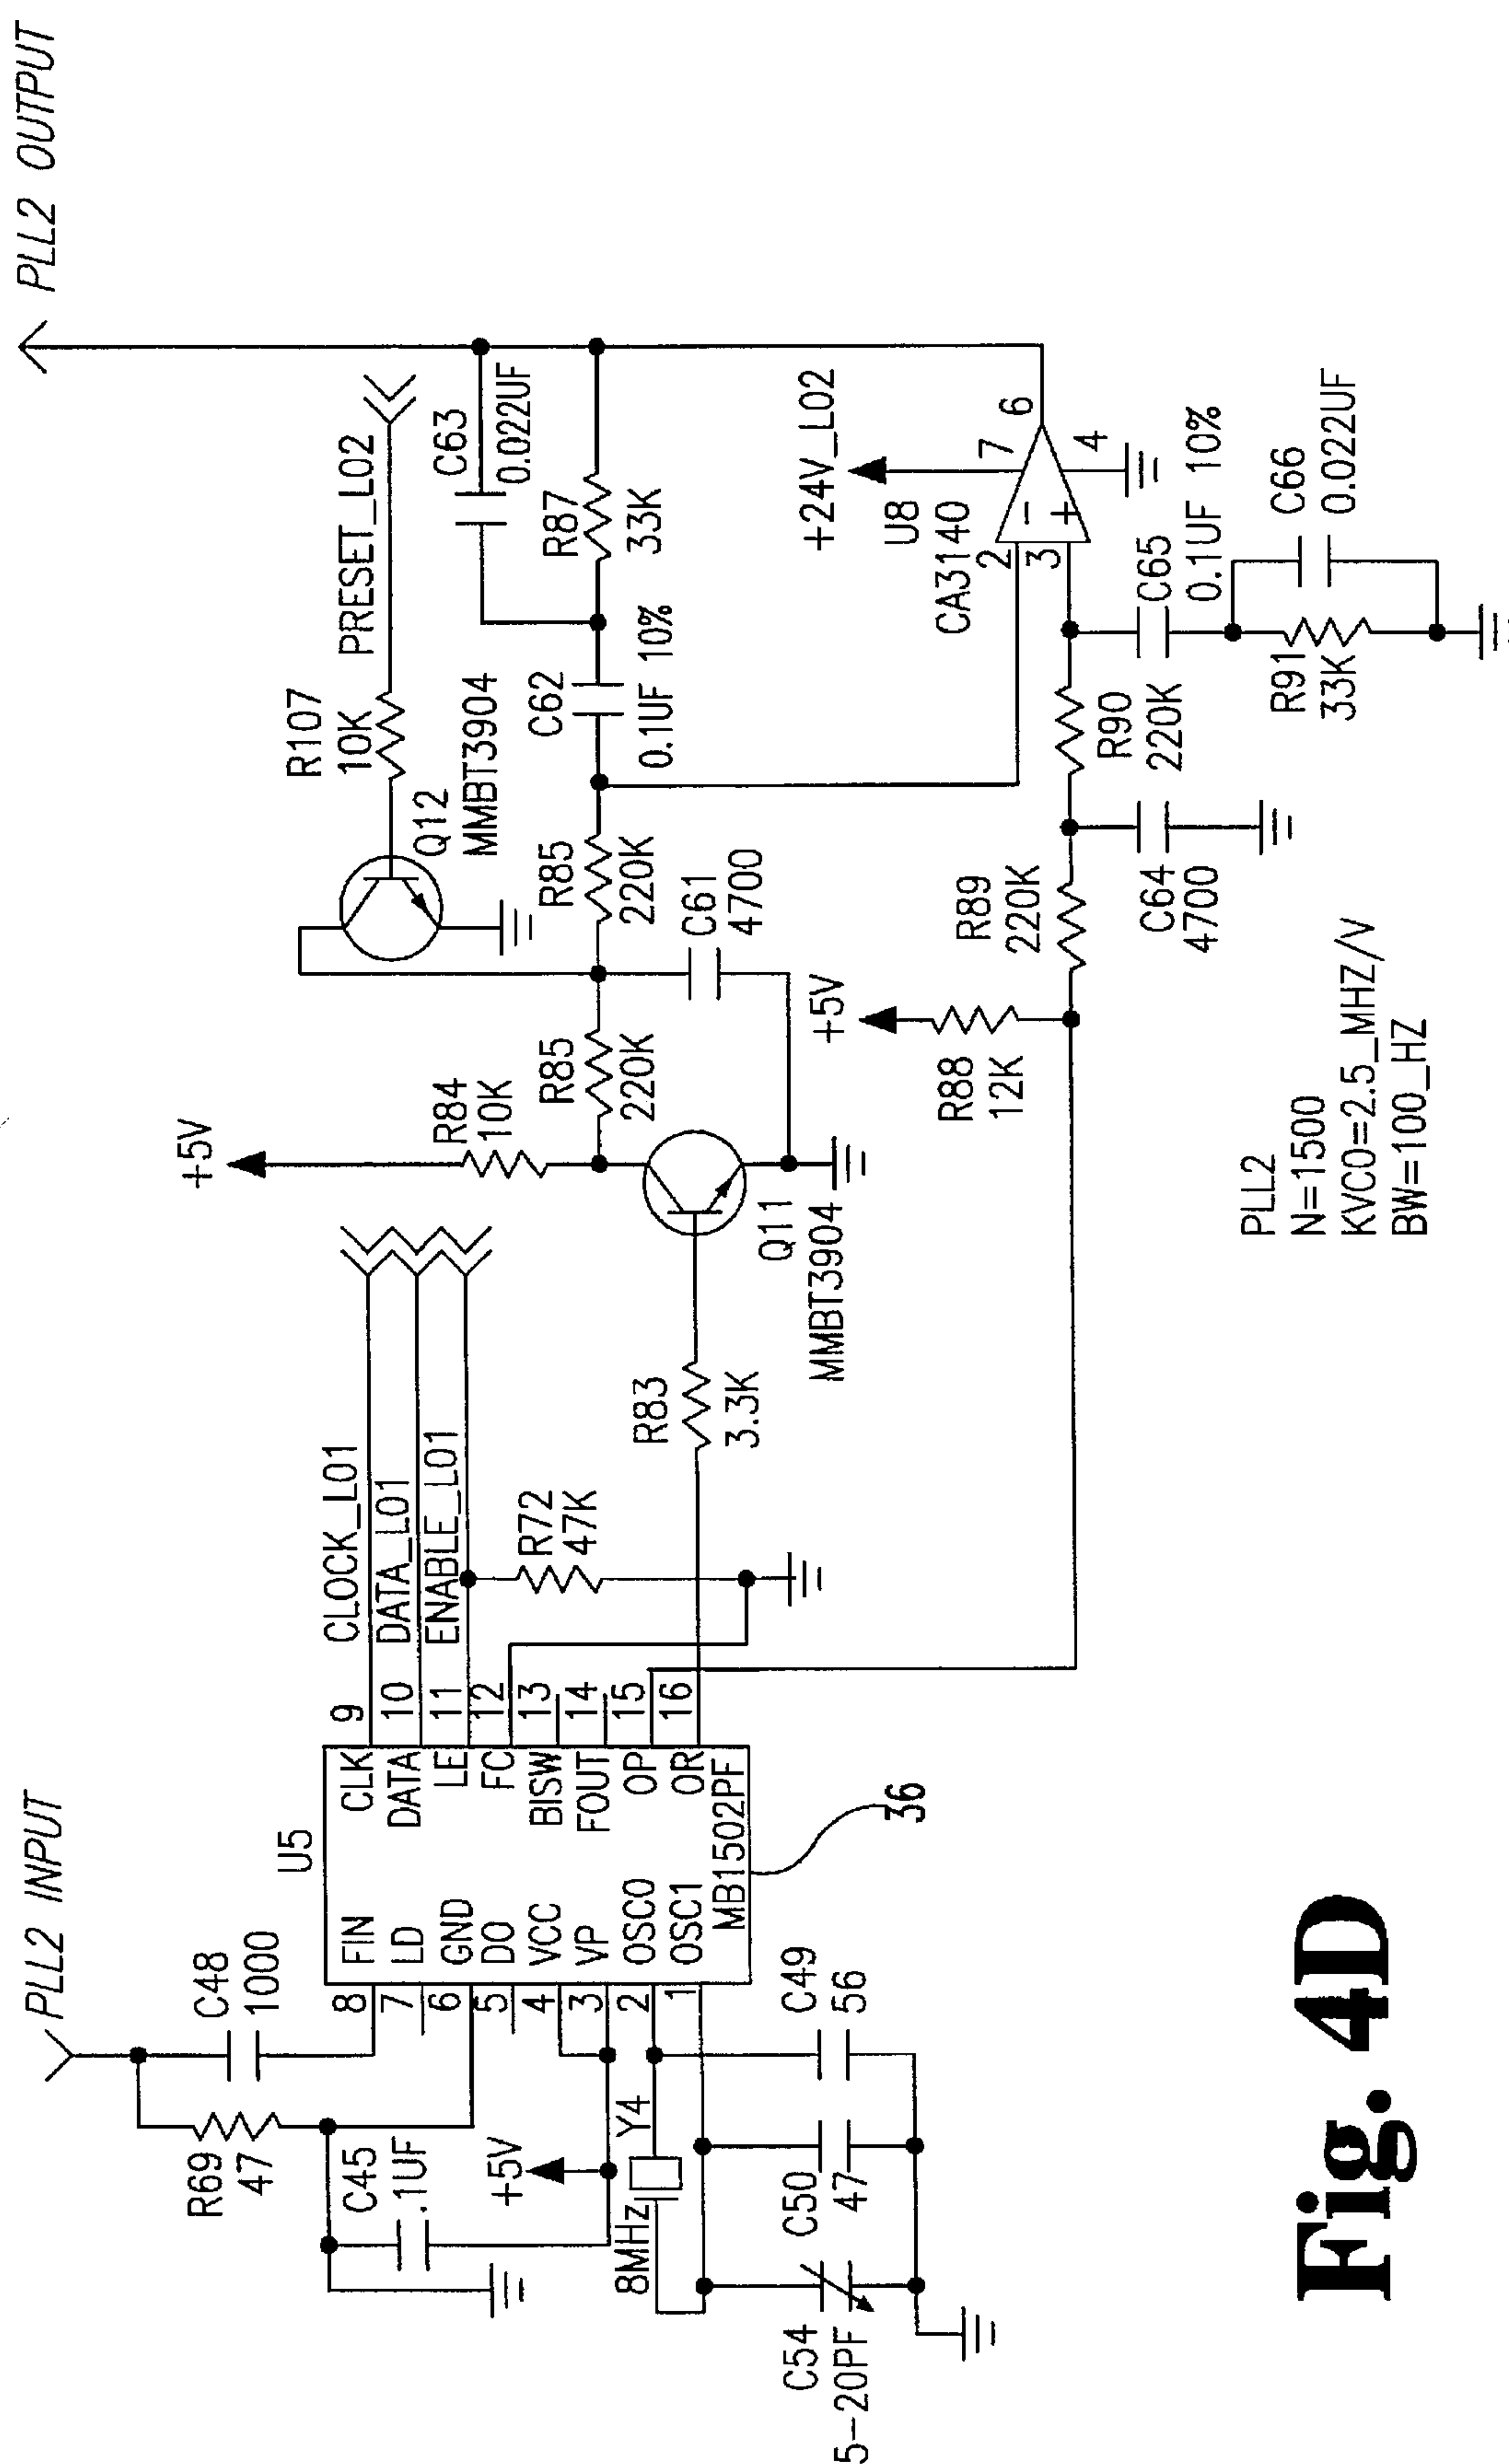 PLL2 INPUT
PLL2 OUTPUT
R69
47
C48
1000
C45
.1UF
+5V
8MHz
Y4
C54
5-20PF
C50
47
C49
56
U5
8
7
6
5
4
3
2
1
FIN
LD
GND
DO
VCC
VP
OSCO
OSC1
CLK
DATA
LE
FC
BISW
FOUT
OP
OR
MB1502PF
9
10
11
12
13
14
15
16
36
CLOCK_L01
DATA_L01
ENABLE_L01
R72
47K
R83
3.3K
Q11
MMBT3904
+5V
R84
10K
R85
220K
R85
220K
C61
4700
Q12
MMBT3904
R107
10K
PRESET_L02
C62
0.1UF 10%
C63
0.022UF
R87
33K
+24V_L02
U8
CA3140
2
3
7
6
4
−
+
+5V
R88
12K
R89
220K
C64
4700
R90
220K
C65
0.1UF 10%
R91
33K
C66
0.022UF
PLL2
N=1500
KVCO=2.5_MHZ/V
BW=100_HZ
Fig. 4D